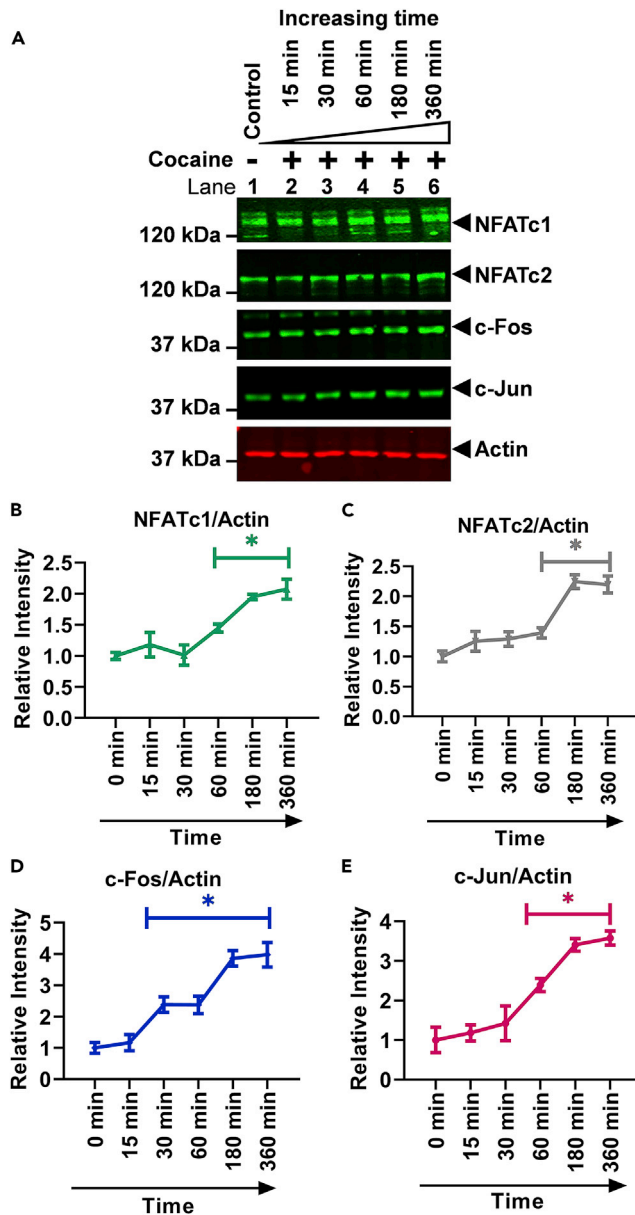 A
Increasing time
Control
15 min
30 min
60 min
180 min
360 min
Cocaine - + + + + +
Lane 1 2 3 4 5 6
120 kDa NFATc1
120 kDa NFATc2
37 kDa c-Fos
37 kDa c-Jun
37 kDa Actin
B
NFATc1/Actin
*
Relative Intensity
2.5
2.0
1.5
1.0
0.5
0.0
0 min
15 min
30 min
60 min
180 min
360 min
Time
C
NFATc2/Actin
*
Relative Intensity
2.5
2.0
1.5
1.0
0.5
0.0
0 min
15 min
30 min
60 min
180 min
360 min
Time
D
c-Fos/Actin
*
Relative Intensity
5
4
3
2
1
0
0 min
15 min
30 min
60 min
180 min
360 min
Time
E
c-Jun/Actin
*
Relative Intensity
4
3
2
1
0
0 min
15 min
30 min
60 min
180 min
360 min
Time